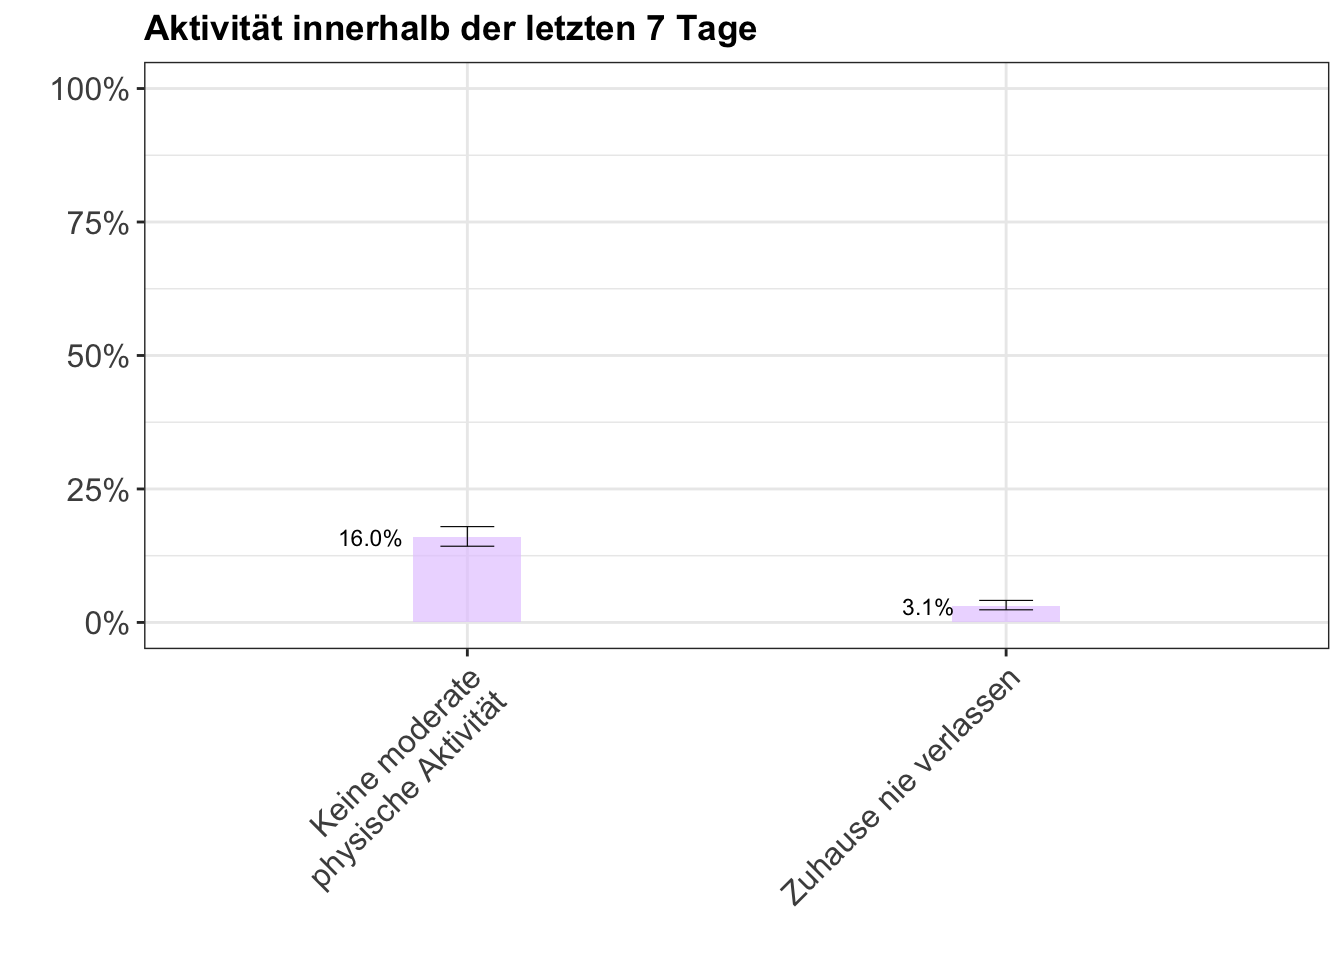 Aktivität innerhalb der letzten 7 Tage
100%
75%
50%
25%
0%
16.0%
3.1%
Keine moderate
physische Aktivität
Zuhause nie verlassen